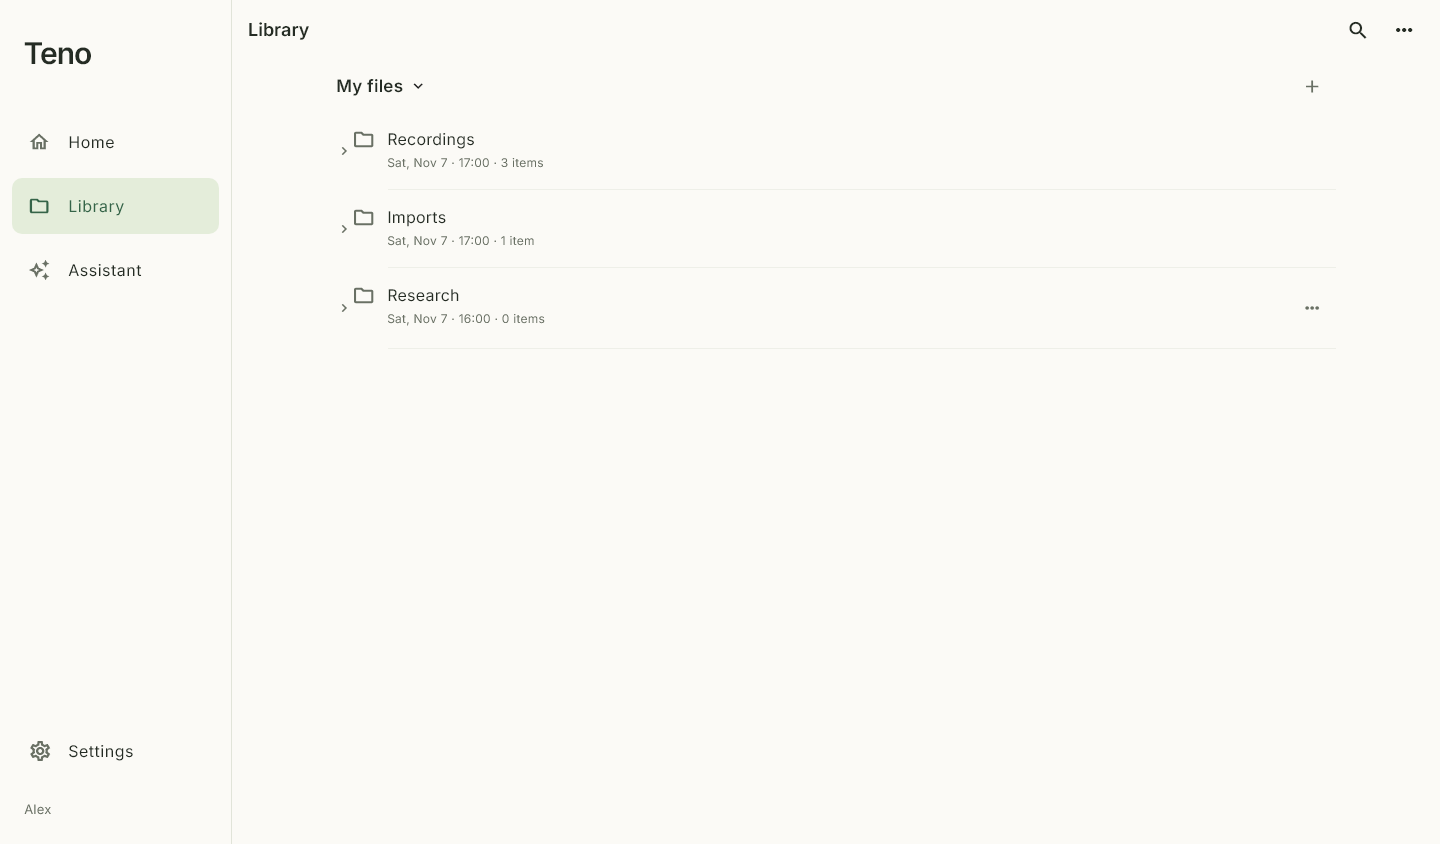 Teno
Home
Library
Assistant
Settings
Alex
Library
My files
Recordings
Sat, Nov 7 · 17:00 · 3 items
Imports
Sat, Nov 7 · 17:00 · 1 item
Research
Sat, Nov 7 · 16:00 · 0 items